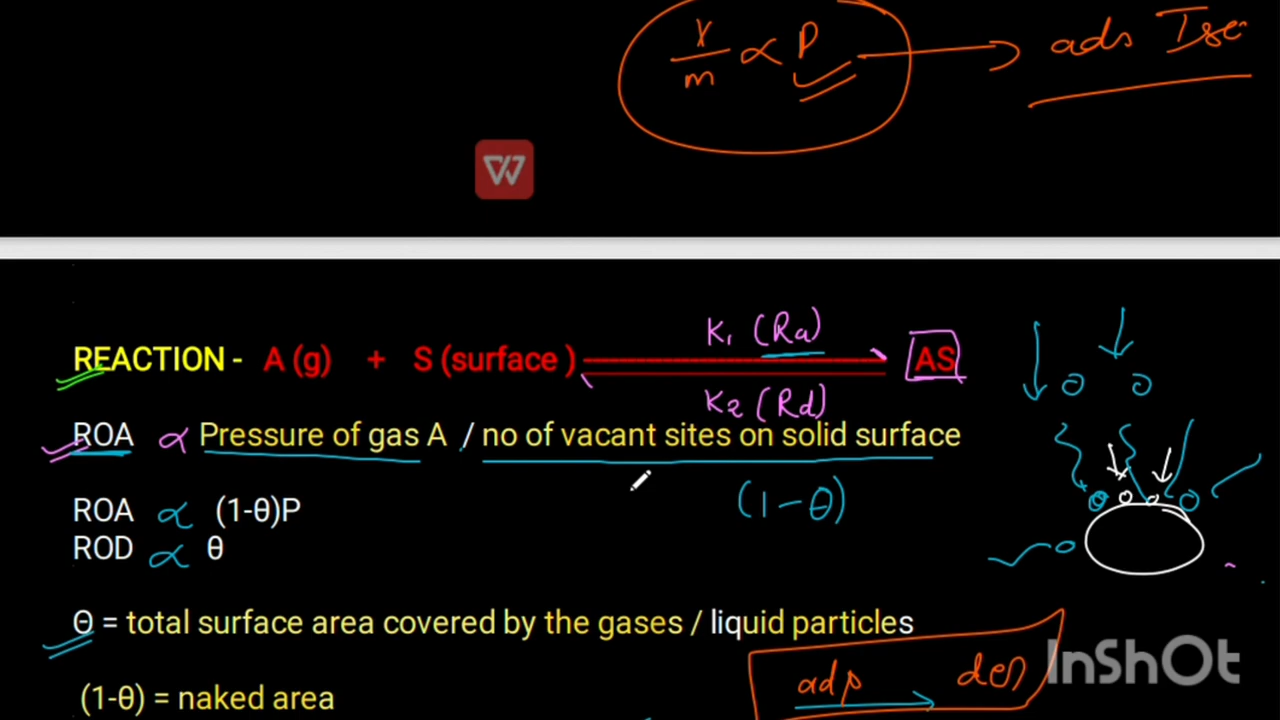 x/m ∝ P → ads Iso
REACTION - A (g) + S (surface ) K₁ (Ra) AS
K₂ (Rd)
ROA ∝ Pressure of gas A / no of vacant sites on solid surface
(1-θ)
ROA ∝ (1-θ)P
ROD ∝ θ
Θ = total surface area covered by the gases / liquid particles
adp → des
(1-θ) = naked area
InShOt